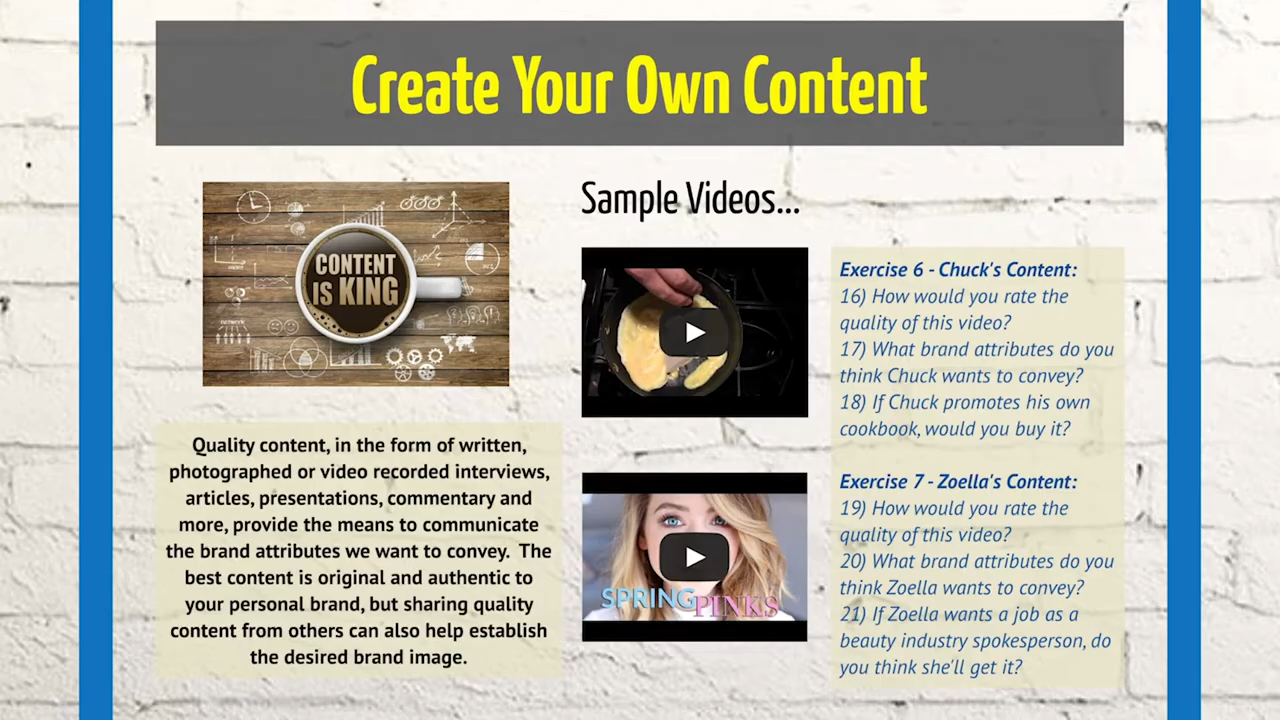 Create Your Own Content
CONTENT
IS KING
Quality content, in the form of written,
photographed or video recorded interviews,
articles, presentations, commentary and
more, provide the means to communicate
the brand attributes we want to convey.  The
best content is original and authentic to
your personal brand, but sharing quality
content from others can also help establish
the desired brand image.
Sample Videos...
SPRING
PINKS
Exercise 6 - Chuck's Content:
16) How would you rate the
quality of this video?
17) What brand attributes do you
think Chuck wants to convey?
18) If Chuck promotes his own
cookbook, would you buy it?
Exercise 7 - Zoella's Content:
19) How would you rate the
quality of this video?
20) What brand attributes do you
think Zoella wants to convey?
21) If Zoella wants a job as a
beauty industry spokesperson, do
you think she'll get it?